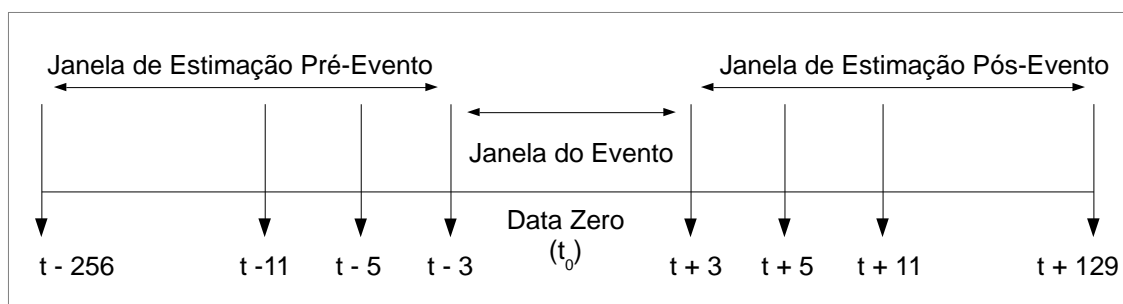 Janela de Estimação Pré-Evento
Janela de Estimação Pós-Evento
Janela do Evento
Data Zero
(t0)
t - 256
t -11
t - 5
t - 3
t + 3
t + 5
t + 11
t + 129